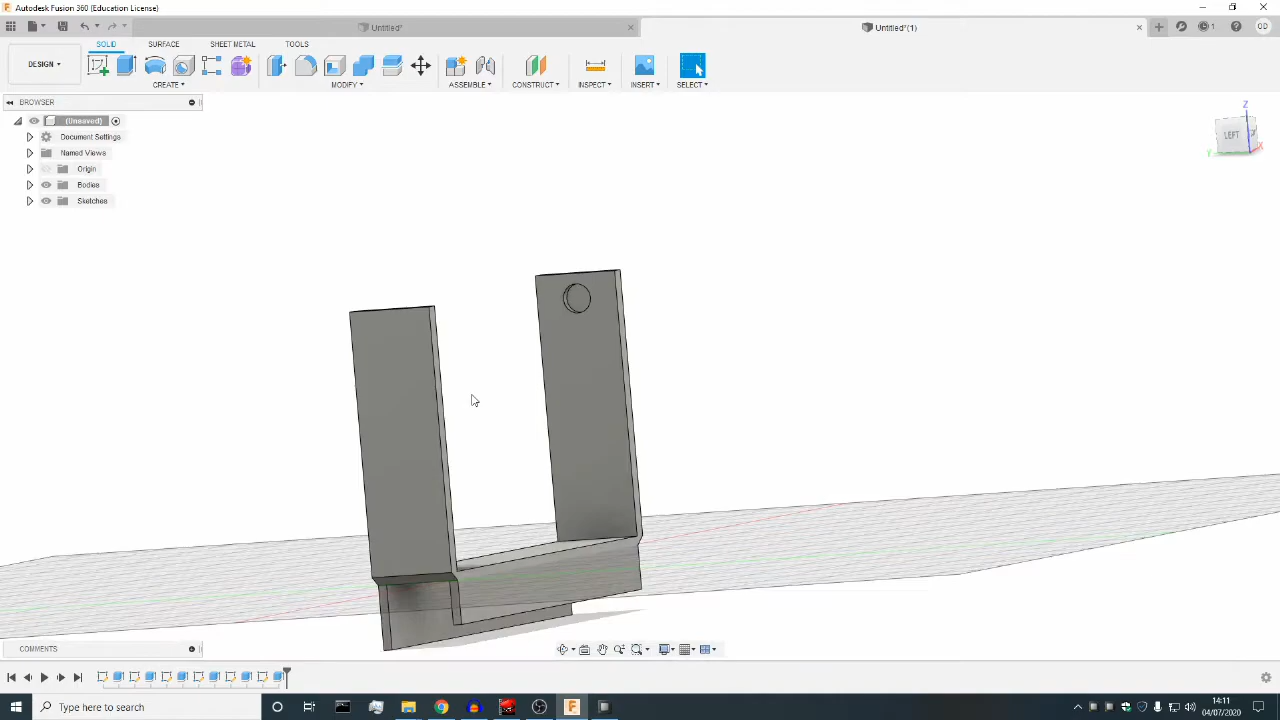 Autodesk Fusion 360 (Education License)
Untitled*
Untitled*(1)
1
OD
DESIGN
SOLID
SURFACE
SHEET METAL
TOOLS
CREATE
MODIFY
ASSEMBLE
CONSTRUCT
INSPECT
INSERT
SELECT
BROWSER
(Unsaved)
Document Settings
Named Views
Origin
Bodies
Sketches
Z
LEFT
Y
X
COMMENTS
Type here to search
14:11
04/07/2020